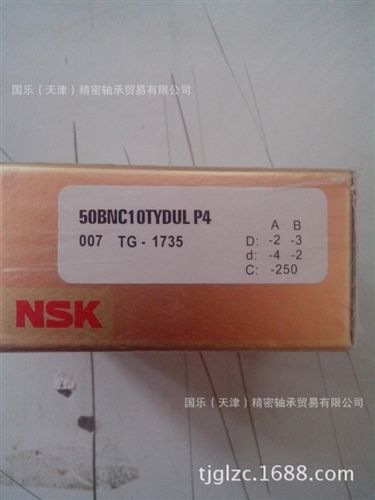 国乐（天津）精密轴承贸易有限公司
50BNC10TYDUL P4
007 TG - 1735
A B
D: -2 -3
d: -4 -2
C: -250
NSK
国乐（天津）精密轴承贸易有限公司
tjglzc.1688.com